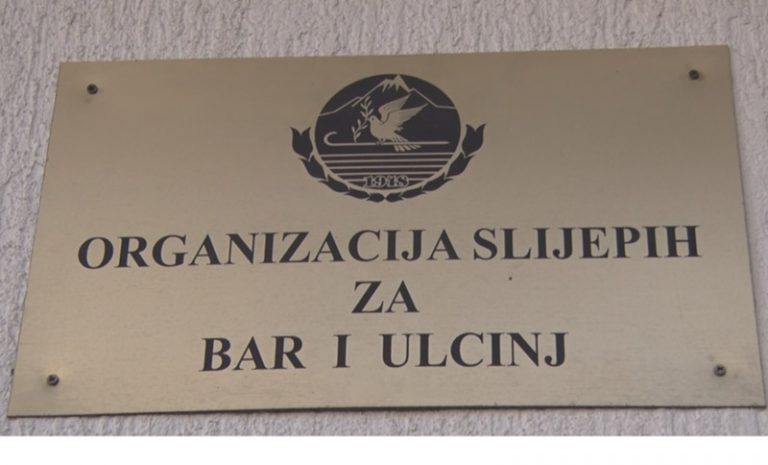 ORGANIZACIJA SLIJEPIH
ZA
BAR I ULCINJ